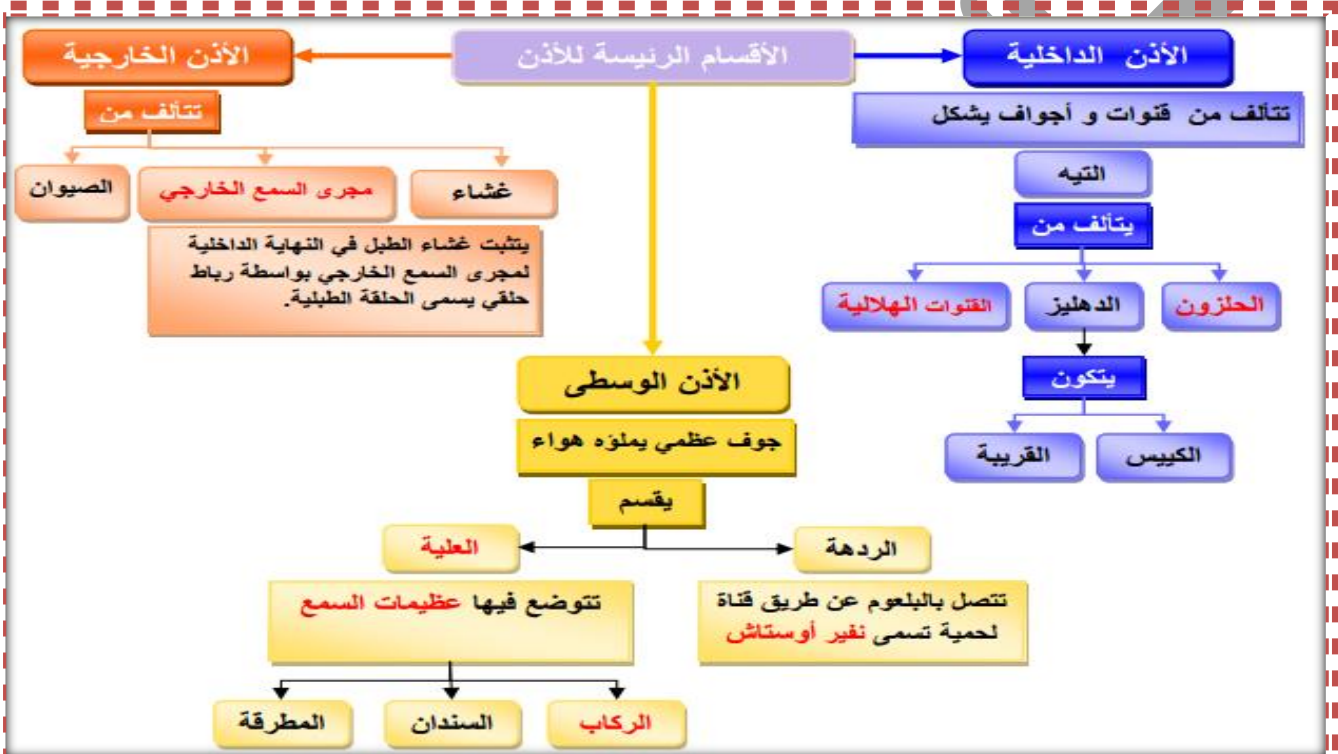 الأقسام الرئيسة للأذن
الأذن الداخلية
تتألف من قنوات و أجواف يشكل
التيه
يتألف من
الحلزون
الدهليز
القنوات الهلالية
يتكون
الكييس
القريبة
الأذن الخارجية
تتألف من
غشاء
مجرى السمع الخارجي
الصيوان
يتثبت غشاء الطبل في النهاية الداخلية
لمجرى السمع الخارجي بواسطة رباط
حلقي يسمى الحلقة الطبلية.
الأذن الوسطى
جوف عظمي يملؤه هواء
يقسم
الردهة
تتصل بالبلعوم عن طريق قناة
لحمية تسمى نفير أوستاش
العلية
تتوضع فيها عظيمات السمع
الركاب
السندان
المطرقة